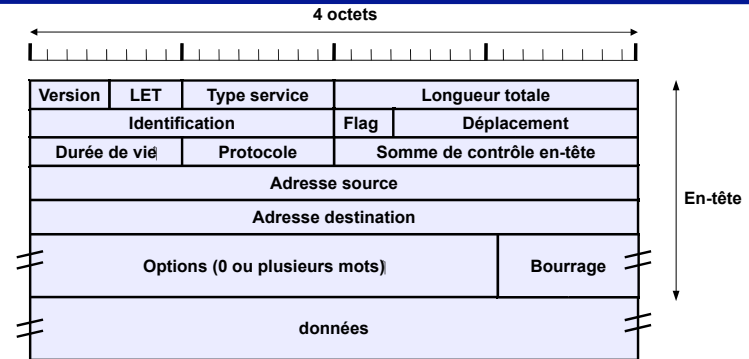 4 octets
Version LET Type service Longueur totale
Identification Flag Déplacement
Durée de vie Protocole Somme de contrôle en-tête
Adresse source
En-tête
Adresse destination
Options (0 ou plusieurs mots) Bourrage
données